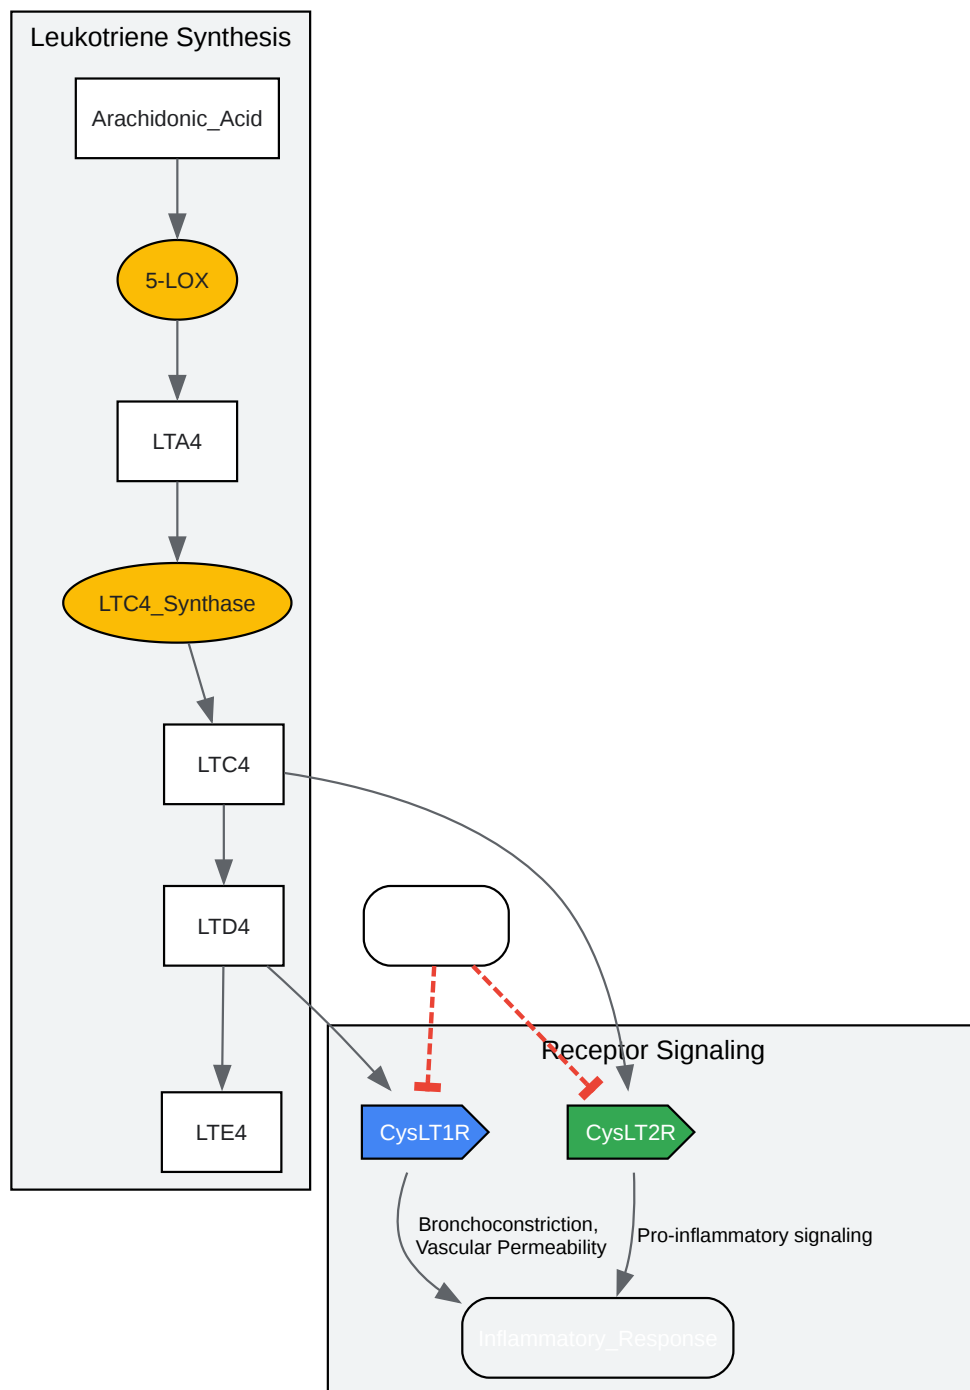 Leukotriene Synthesis
Arachidonic_Acid
5-LOX
LTA4
LTC4_Synthase
LTC4
LTD4
LTE4
Receptor Signaling
CysLT1R
CysLT2R
Bronchoconstriction,
Vascular Permeability
Pro-inflammatory signaling
Inflammatory_Response